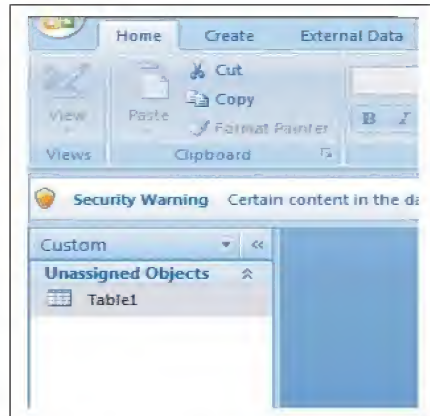 Home Create External Data
Cut
Copy
Format Painter
View
Paste
B I
Views Clipboard
Security Warning Certain content in the da
Custom
Unassigned Objects
Table1